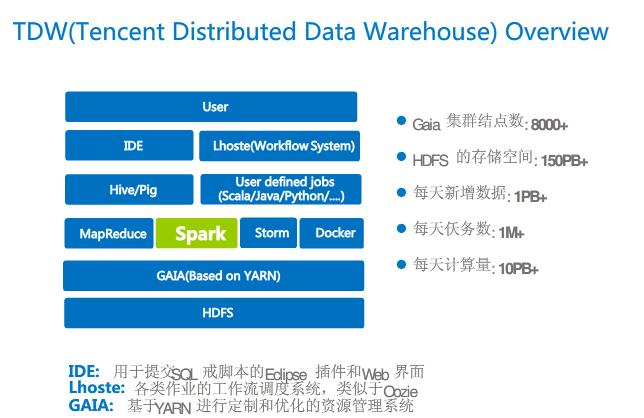 TDW(Tencent Distributed Data Warehouse) Overview
User
IDE
Lhoste(Workflow System)
Hive/Pig
User defined jobs
(Scala/Java/Python/....)
MapReduce
Spark
Storm
Docker
GAIA(Based on YARN)
HDFS
Gaia 集群结点数: 8000+
HDFS 的存储空间: 150PB+
每天新增数据: 1PB+
每天任务数: 1M+
每天计算量: 10PB+
IDE: 用于提交SQL 或脚本的Eclipse 插件和Web 界面
Lhoste: 各类作业的工作流调度系统，类似于Oozie
GAIA: 基于YARN 进行定制和优化的资源管理系统